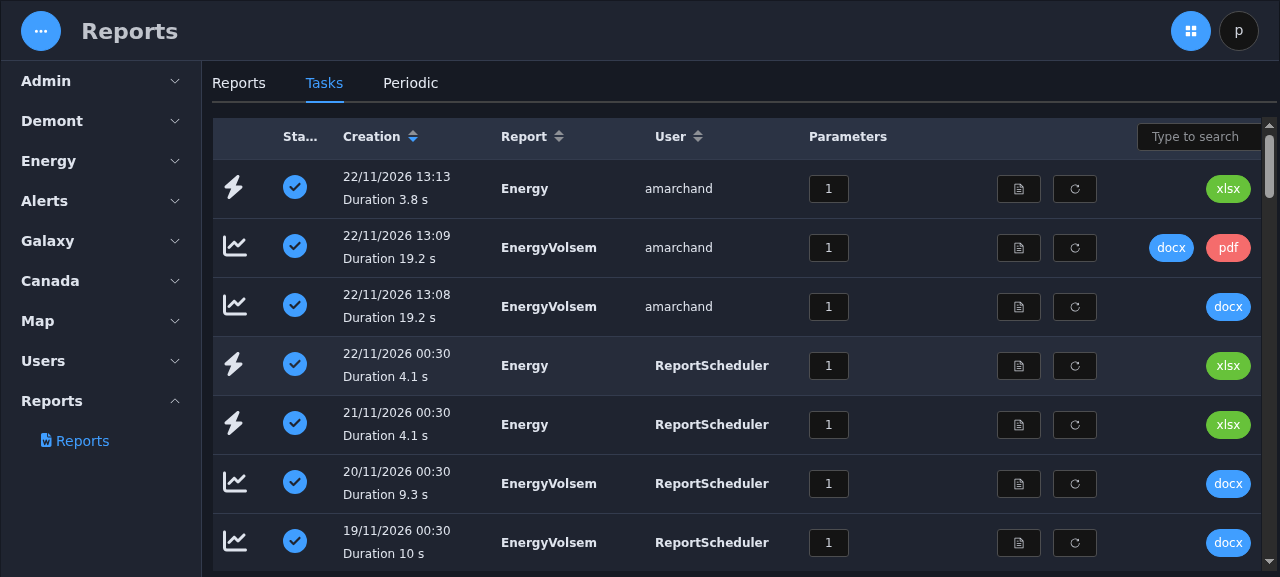 Reports
p
Admin
Demont
Energy
Alerts
Galaxy
Canada
Map
Users
Reports
Reports
Reports Tasks Periodic
Sta… Creation Report User Parameters Type to search
22/11/2026 13:13
Duration 3.8 s
Energy amarchand 1 xlsx
22/11/2026 13:09
Duration 19.2 s
EnergyVolsem amarchand 1 docx pdf
22/11/2026 13:08
Duration 19.2 s
EnergyVolsem amarchand 1 docx
22/11/2026 00:30
Duration 4.1 s
Energy ReportScheduler 1 xlsx
21/11/2026 00:30
Duration 4.1 s
Energy ReportScheduler 1 xlsx
20/11/2026 00:30
Duration 9.3 s
EnergyVolsem ReportScheduler 1 docx
19/11/2026 00:30
Duration 10 s
EnergyVolsem ReportScheduler 1 docx